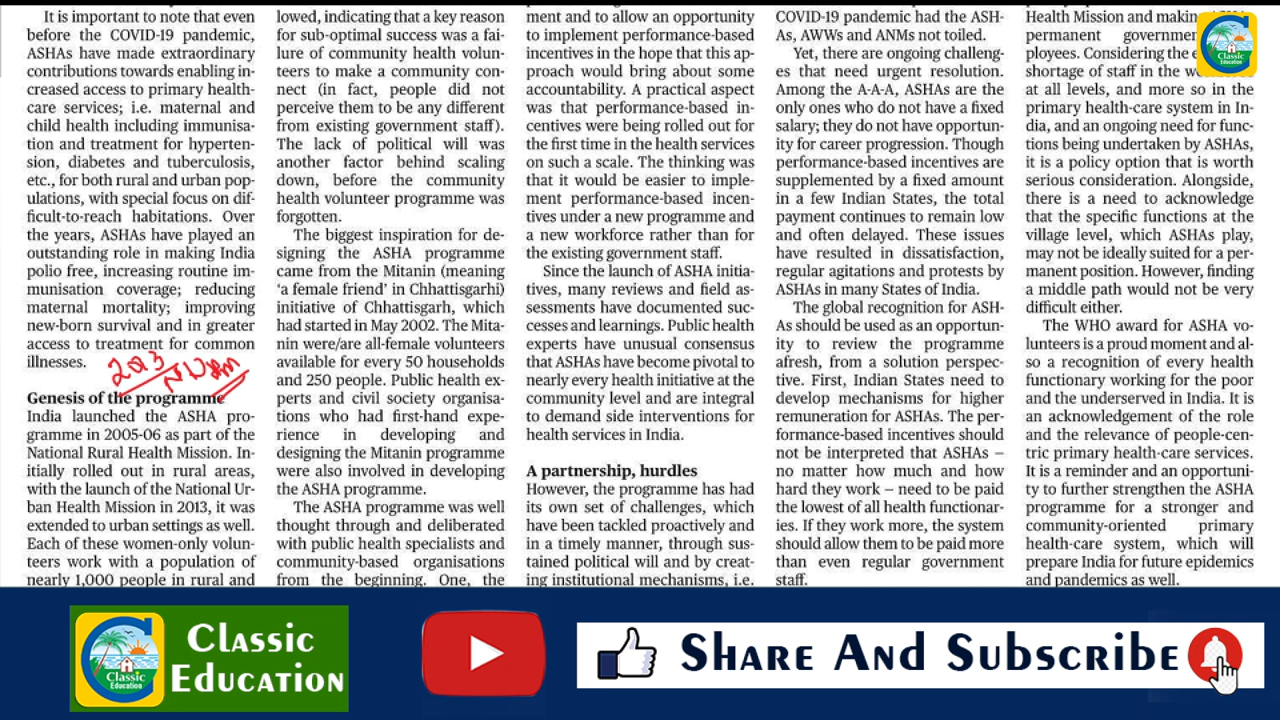 It is important to note that even
before the COVID-19 pandemic,
ASHAs have made extraordinary
contributions towards enabling in-
creased access to primary health-
care services; i.e. maternal and
child health including immunisa-
tion and treatment for hyperten-
sion, diabetes and tuberculosis,
etc., for both rural and urban pop-
ulations, with special focus on dif-
ficult-to-reach habitations. Over
the years, ASHAs have played an
outstanding role in making India
polio free, increasing routine im-
munisation coverage; reducing
maternal mortality; improving
new-born survival and in greater
access to treatment for common
illnesses.
2013
NUHM
Genesis of the programme
India launched the ASHA pro-
gramme in 2005-06 as part of the
National Rural Health Mission. In-
itially rolled out in rural areas,
with the launch of the National Ur-
ban Health Mission in 2013, it was
extended to urban settings as well.
Each of these women-only volun-
teers work with a population of
nearly 1,000 people in rural and
lowed, indicating that a key reason
for sub-optimal success was a fai-
lure of community health volun-
teers to make a community con-
nect (in fact, people did not
perceive them to be any different
from existing government staff).
The lack of political will was
another factor behind scaling
down, before the community
health volunteer programme was
forgotten.
The biggest inspiration for de-
signing the ASHA programme
came from the Mitanin (meaning
‘a female friend’ in Chhattisgarhi)
initiative of Chhattisgarh, which
had started in May 2002. The Mita-
nin were/are all-female volunteers
available for every 50 households
and 250 people. Public health ex-
perts and civil society organisa-
tions who had first-hand expe-
rience in developing and
designing the Mitanin programme
were also involved in developing
the ASHA programme.
The ASHA programme was well
thought through and deliberated
with public health specialists and
community-based organisations
from the beginning. One, the
ment and to allow an opportunity
to implement performance-based
incentives in the hope that this ap-
proach would bring about some
accountability. A practical aspect
was that performance-based in-
centives were being rolled out for
the first time in the health services
on such a scale. The thinking was
that it would be easier to imple-
ment performance-based incen-
tives under a new programme and
a new workforce rather than for
the existing government staff.
Since the launch of ASHA initia-
tives, many reviews and field as-
sessments have documented suc-
cesses and learnings. Public health
experts have unusual consensus
that ASHAs have become pivotal to
nearly every health initiative at the
community level and are integral
to demand side interventions for
health services in India.
A partnership, hurdles
However, the programme has had
its own set of challenges, which
have been tackled proactively and
in a timely manner, through sus-
tained political will and by creat-
ing institutional mechanisms, i.e.
COVID-19 pandemic had the ASH-
As, AWWs and ANMs not toiled.
Yet, there are ongoing challeng-
es that need urgent resolution.
Among the A-A-A, ASHAs are the
only ones who do not have a fixed
salary; they do not have opportun-
ity for career progression. Though
performance-based incentives are
supplemented by a fixed amount
in a few Indian States, the total
payment continues to remain low
and often delayed. These issues
have resulted in dissatisfaction,
regular agitations and protests by
ASHAs in many States of India.
The global recognition for ASH-
As should be used as an opportun-
ity to review the programme
afresh, from a solution perspec-
tive. First, Indian States need to
develop mechanisms for higher
remuneration for ASHAs. The per-
formance-based incentives should
not be interpreted that ASHAs –
no matter how much and how
hard they work – need to be paid
the lowest of all health functionar-
ies. If they work more, the system
should allow them to be paid more
than even regular government
staff.
Health Mission and making
permanent government
ployees. Considering the
shortage of staff in the
at all levels, and more so in the
primary health-care system in In-
dia, and an ongoing need for func-
tions being undertaken by ASHAs,
it is a policy option that is worth
serious consideration. Alongside,
there is a need to acknowledge
that the specific functions at the
village level, which ASHAs play,
may not be ideally suited for a per-
manent position. However, finding
a middle path would not be very
difficult either.
The WHO award for ASHA vo-
lunteers is a proud moment and al-
so a recognition of every health
functionary working for the poor
and the underserved in India. It is
an acknowledgement of the role
and the relevance of people-cen-
tric primary health-care services.
It is a reminder and an opportuni-
ty to further strengthen the ASHA
programme for a stronger and
community-oriented primary
health-care system, which will
prepare India for future epidemics
and pandemics as well.
Classic
Education
Classic
Education
Classic
Education
Share And Subscribe